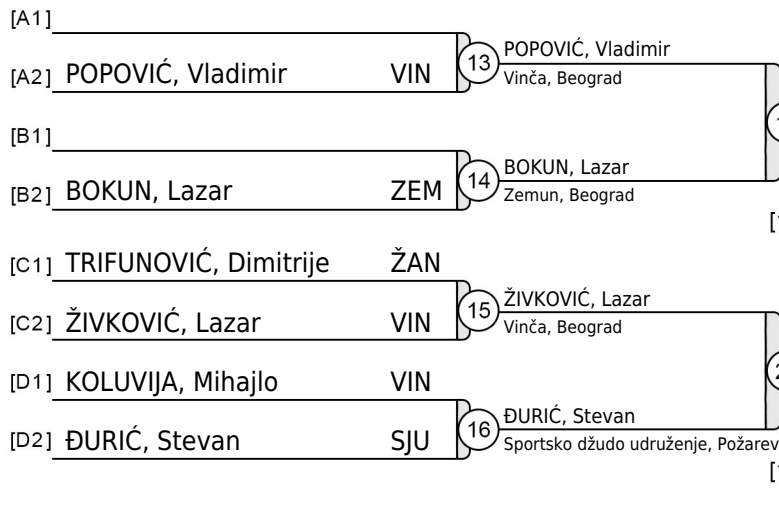 [A1]
[A2] POPOVIĆ, Vladimir VIN
13
POPOVIĆ, Vladimir
Vinča, Beograd
[B1]
[B2] BOKUN, Lazar ZEM
14
BOKUN, Lazar
Zemun, Beograd
[C1] TRIFUNOVIĆ, Dimitrije ŽAN
[C2] ŽIVKOVIĆ, Lazar VIN
15
ŽIVKOVIĆ, Lazar
Vinča, Beograd
[D1] KOLUVIJA, Mihajlo VIN
[D2] ĐURIĆ, Stevan SJU
16
ĐURIĆ, Stevan
Sportsko džudo udruženje, Požarev